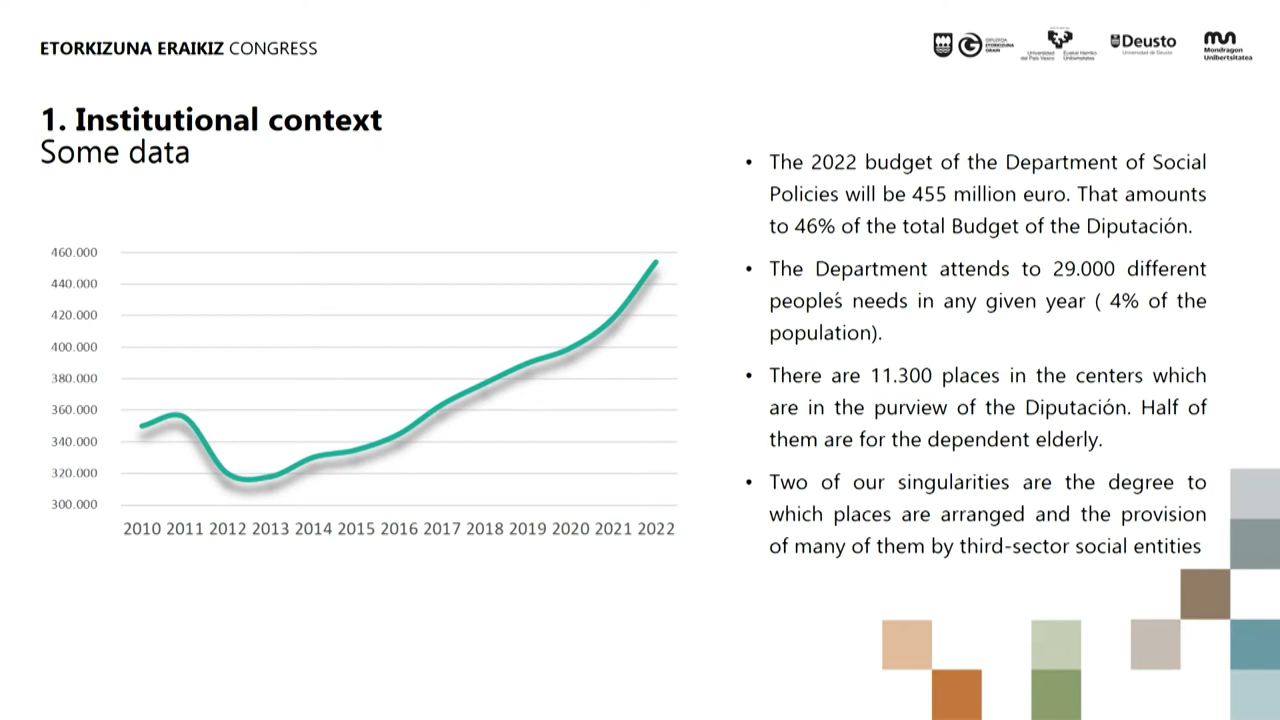 ETORKIZUNA ERAIKIZ CONGRESS
Deusto
Universidad de Deusto
Mondragon
Unibertsitatea
1. Institutional context
Some data
460.000
440.000
420.000
400.000
380.000
360.000
340.000
320.000
300.000
2010 2011 2012 2013 2014 2015 2016 2017 2018 2019 2020 2021 2022
• The 2022 budget of the Department of Social
Policies will be 455 million euro. That amounts
to 46% of the total Budget of the Diputación.
• The Department attends to 29.000 different
peopleś needs in any given year ( 4% of the
population).
• There are 11.300 places in the centers which
are in the purview of the Diputación. Half of
them are for the dependent elderly.
• Two of our singularities are the degree to
which places are arranged and the provision
of many of them by third-sector social entities